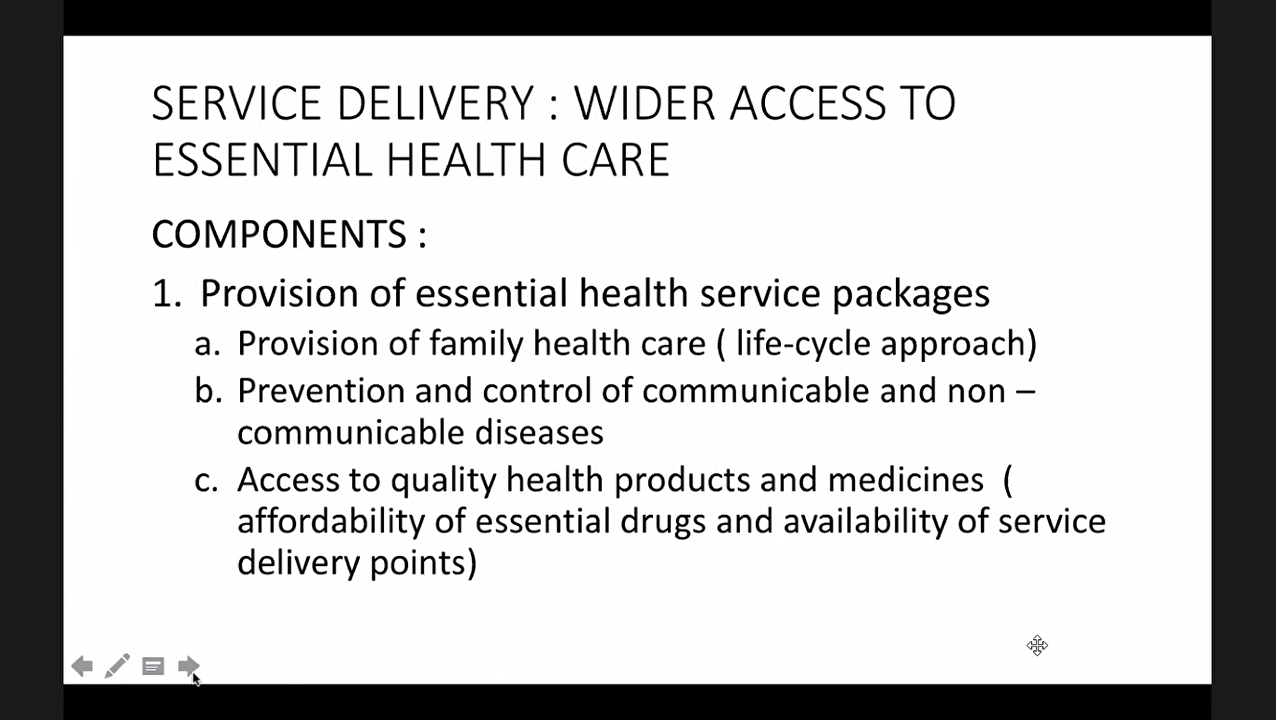 SERVICE DELIVERY : WIDER ACCESS TO
ESSENTIAL HEALTH CARE
COMPONENTS :
1. Provision of essential health service packages
a. Provision of family health care ( life-cycle approach)
b. Prevention and control of communicable and non –
communicable diseases
c. Access to quality health products and medicines (
affordability of essential drugs and availability of service
delivery points)